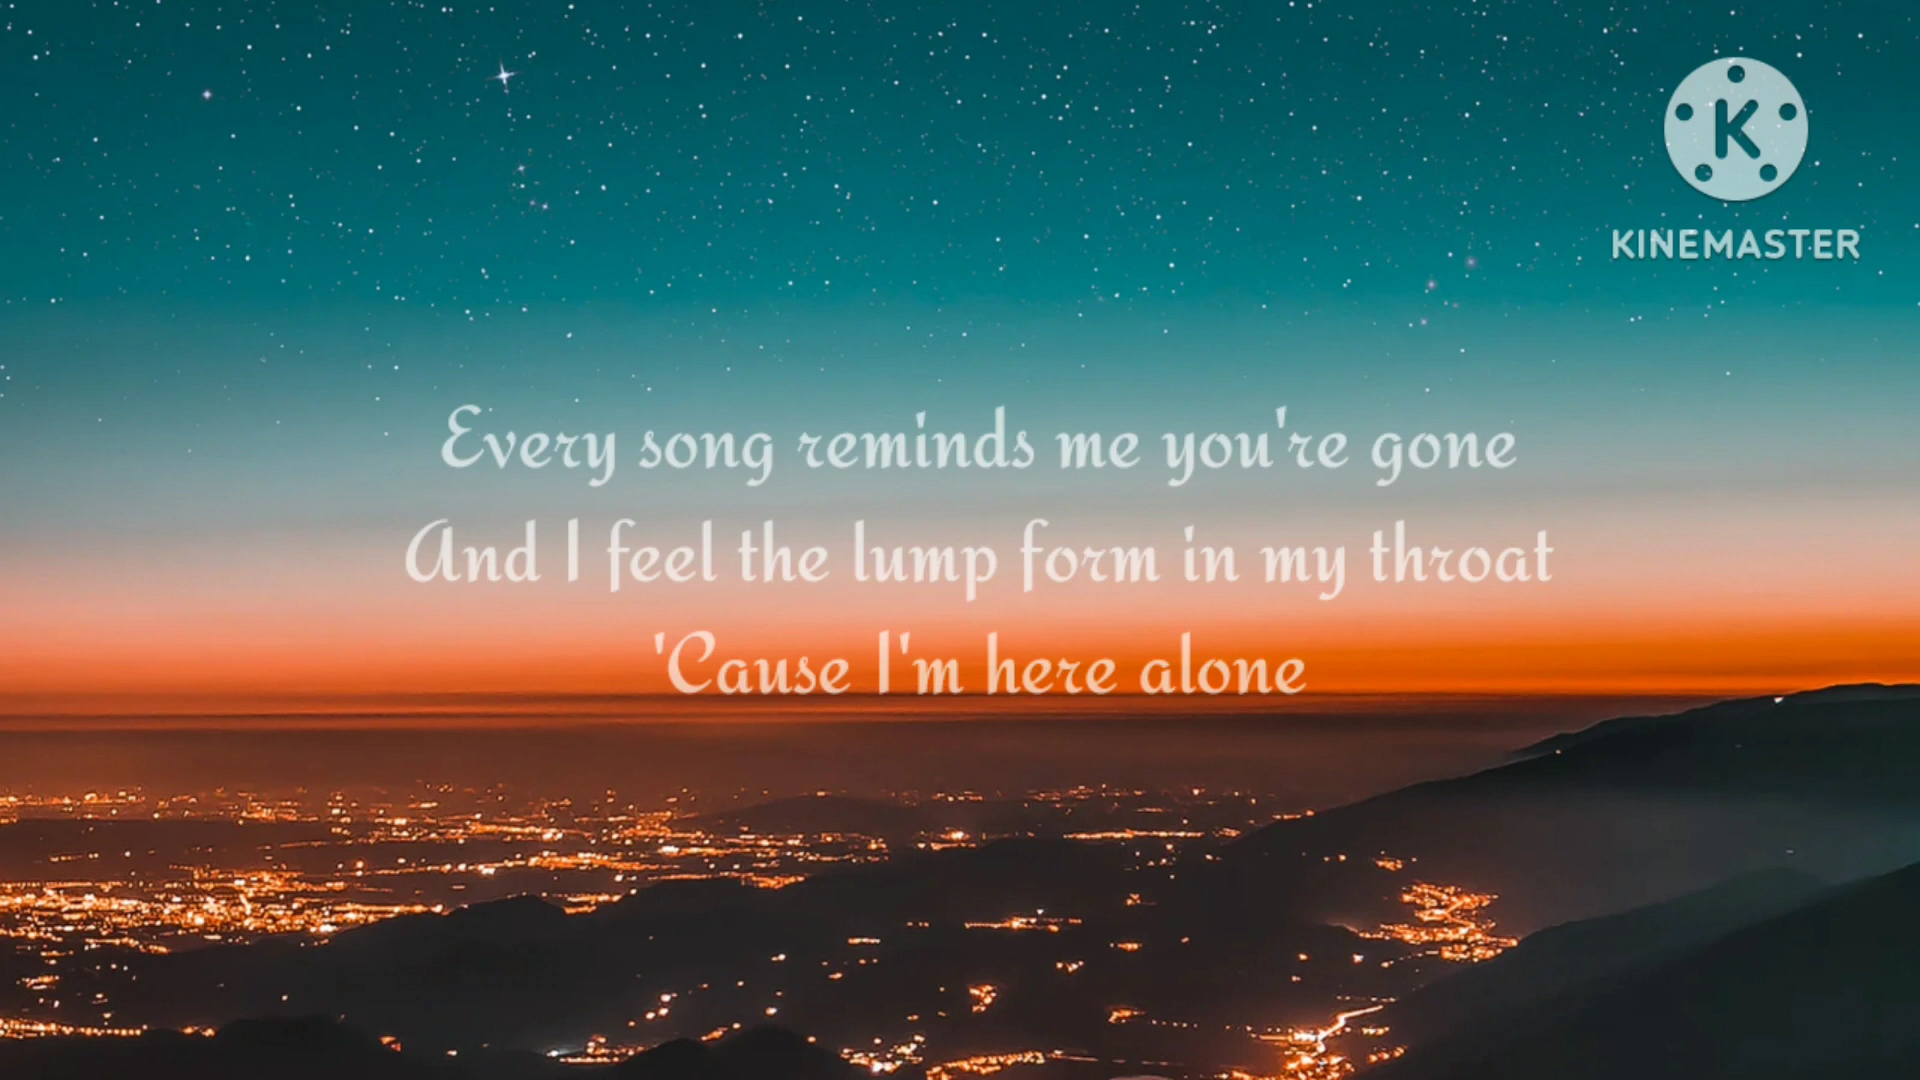 K
KINEMASTER
Every song reminds me you're gone
And I feel the lump form in my throat
'Cause I'm here alone